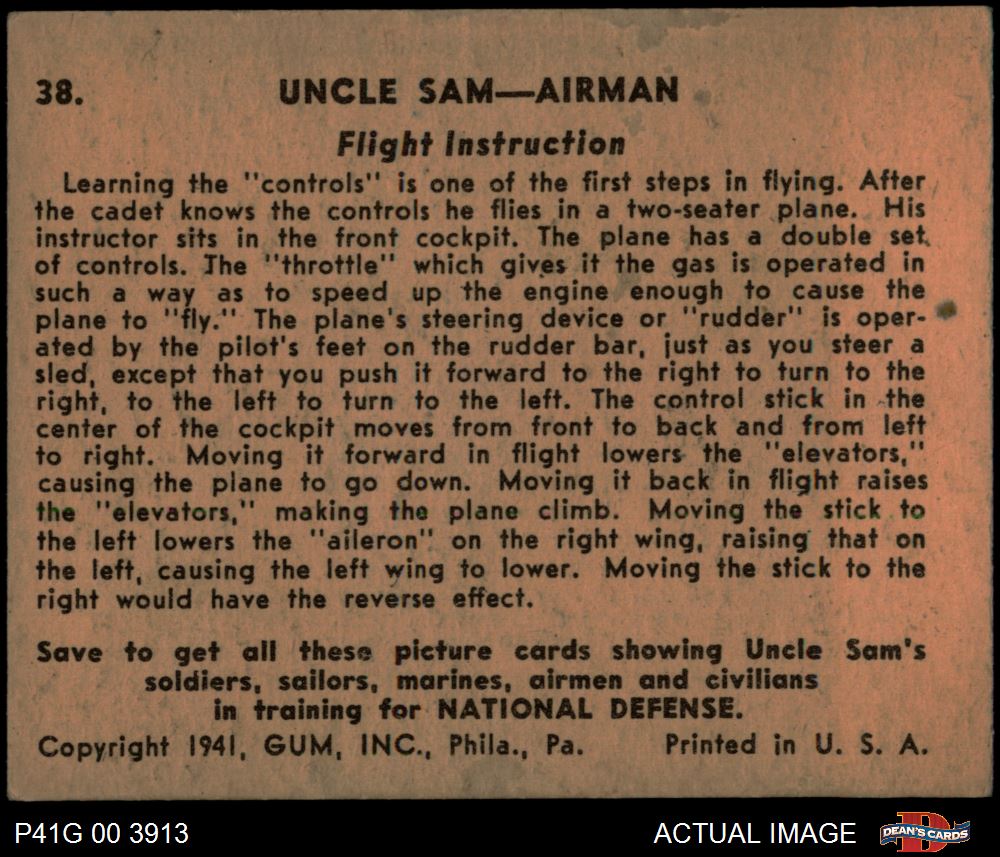 38. UNCLE SAM—AIRMAN
Flight Instruction
Learning the "controls" is one of the first steps in flying. After
the cadet knows the controls he flies in a two-seater plane. His
instructor sits in the front cockpit. The plane has a double set
of controls. The "throttle" which gives it the gas is operated in
such a way as to speed up the engine enough to cause the
plane to "fly." The plane's steering device or "rudder" is oper-
ated by the pilot's feet on the rudder bar, just as you steer a
sled, except that you push it forward to the right to turn to the
right, to the left to turn to the left. The control stick in the
center of the cockpit moves from front to back and from left
to right. Moving it forward in flight lowers the "elevators,"
causing the plane to go down. Moving it back in flight raises
the "elevators," making the plane climb. Moving the stick to
the left lowers the "aileron" on the right wing, raising that on
the left, causing the left wing to lower. Moving the stick to the
right would have the reverse effect.
Save to get all these picture cards showing Uncle Sam's
soldiers, sailors, marines, airmen and civilians
in training for NATIONAL DEFENSE.
Copyright 1941, GUM, INC., Phila., Pa. Printed in U. S. A.
P41G 00 3913 ACTUAL IMAGE DEAN'S CARDS